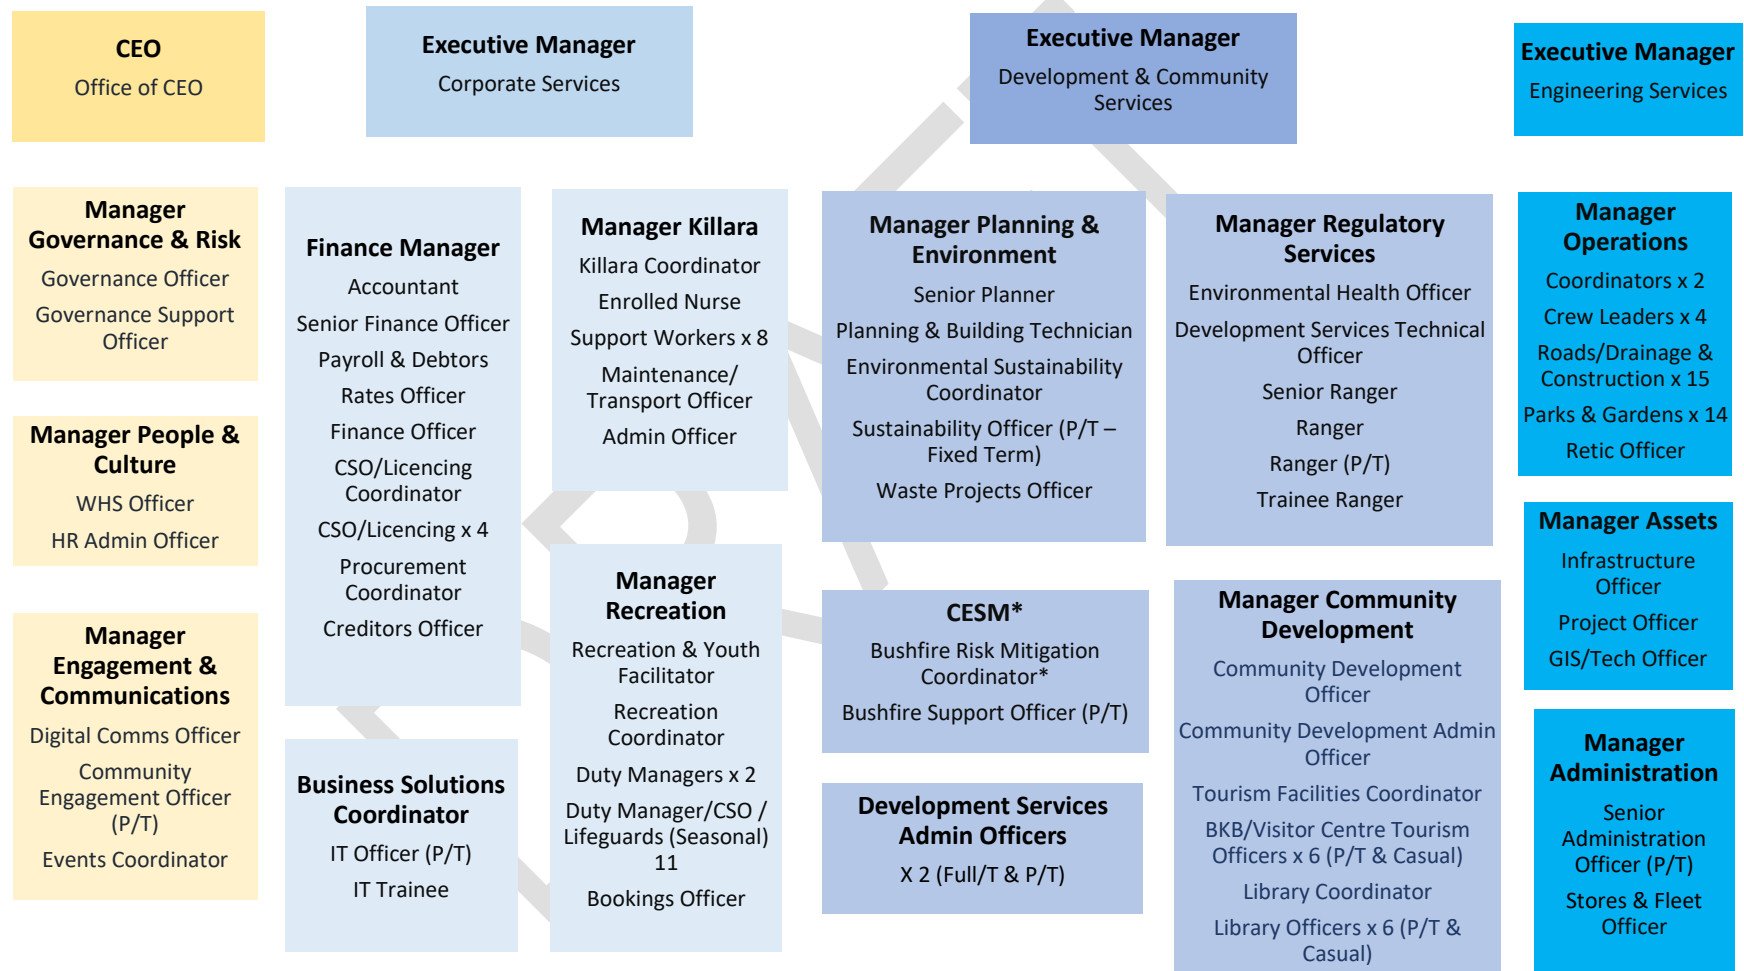 CEO
Office of CEO
Executive Manager
Corporate Services
Executive Manager
Development & Community
Services
Executive Manager
Engineering Services
Manager
Governance & Risk
Governance Officer
Governance Support
Officer
Manager People &
Culture
WHS Officer
HR Admin Officer
Manager
Engagement &
Communications
Digital Comms Officer
Community
Engagement Officer
(P/T)
Events Coordinator
Finance Manager
Accountant
Senior Finance Officer
Payroll & Debtors
Rates Officer
Finance Officer
CSO/Licencing
Coordinator
CSO/Licencing x 4
Procurement
Coordinator
Creditors Officer
Business Solutions
Coordinator
IT Officer (P/T)
IT Trainee
Manager Killara
Killara Coordinator
Enrolled Nurse
Support Workers x 8
Maintenance/
Transport Officer
Admin Officer
Manager
Recreation
Recreation & Youth
Facilitator
Recreation
Coordinator
Duty Managers x 2
Duty Manager/CSO /
Lifeguards (Seasonal)
11
Bookings Officer
Manager Planning &
Environment
Senior Planner
Planning & Building Technician
Environmental Sustainability
Coordinator
Sustainability Officer (P/T –
Fixed Term)
Waste Projects Officer
CESM*
Bushfire Risk Mitigation
Coordinator*
Bushfire Support Officer (P/T)
Development Services
Admin Officers
X 2 (Full/T & P/T)
Manager Regulatory
Services
Environmental Health Officer
Development Services Technical
Officer
Senior Ranger
Ranger
Ranger (P/T)
Trainee Ranger
Manager Community
Development
Community Development
Officer
Community Development Admin
Officer
Tourism Facilities Coordinator
BKB/Visitor Centre Tourism
Officers x 6 (P/T & Casual)
Library Coordinator
Library Officers x 6 (P/T &
Casual)
Manager
Operations
Coordinators x 2
Crew Leaders x 4
Roads/Drainage &
Construction x 15
Parks & Gardens x 14
Retic Officer
Manager Assets
Infrastructure
Officer
Project Officer
GIS/Tech Officer
Manager
Administration
Senior
Administration
Officer (P/T)
Stores & Fleet
Officer